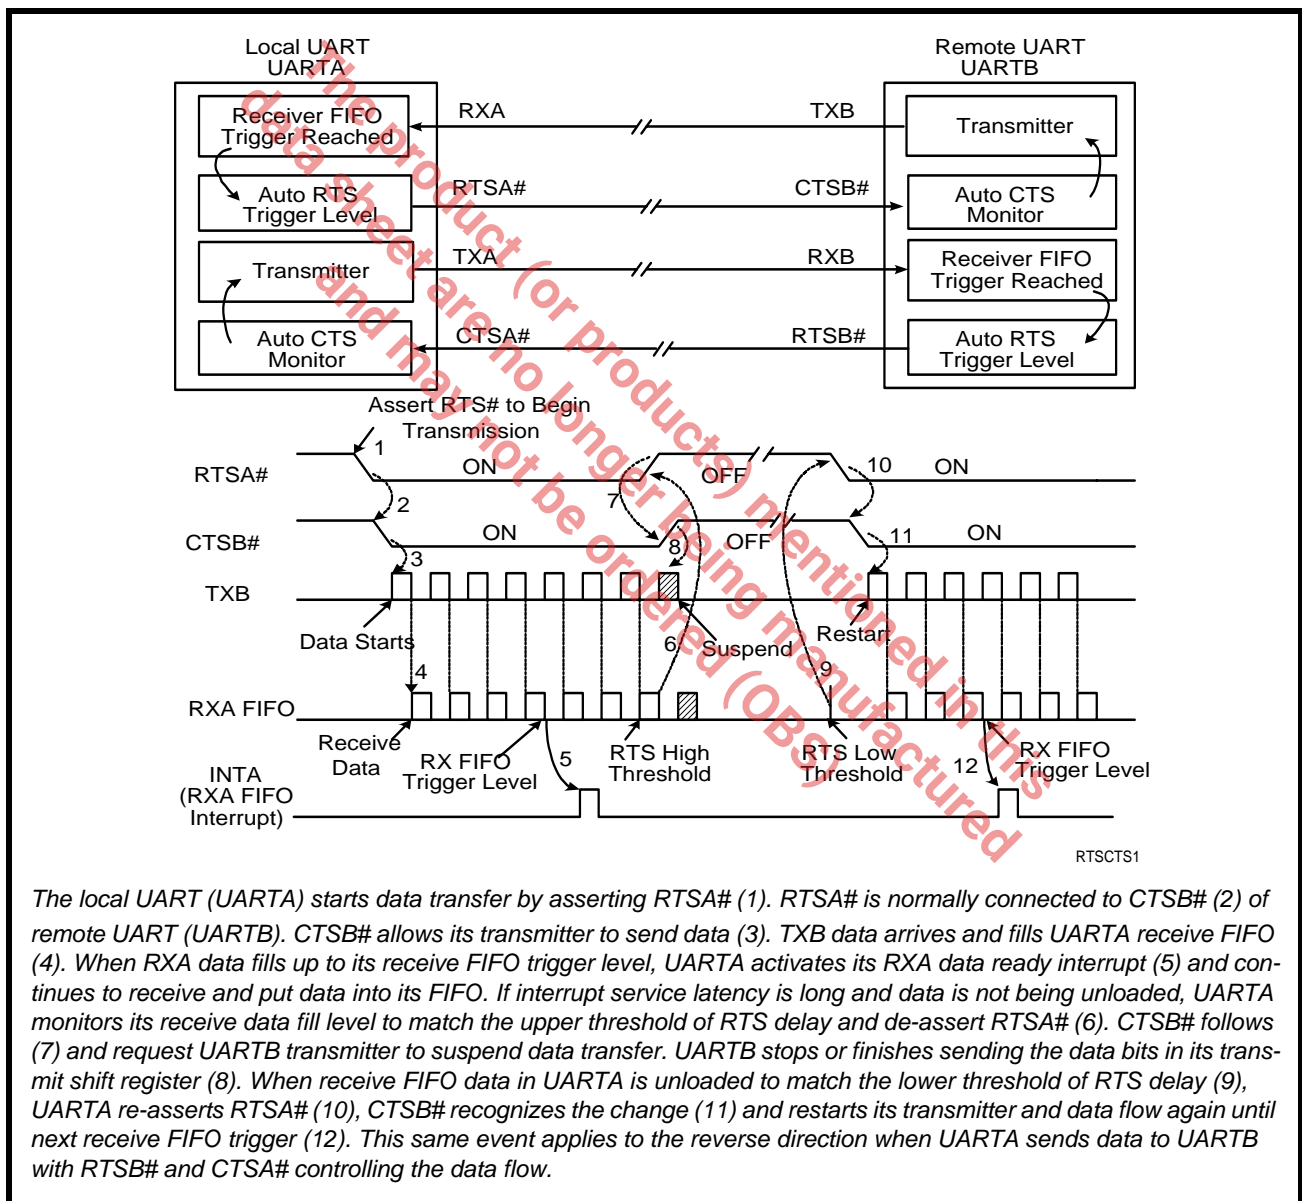 Local UART
UARTA
Remote UART
UARTB
Receiver FIFO
Trigger Reached
RXA
TXB
Transmitter
Auto RTS
Trigger Level
RTSA#
CTSB#
Auto CTS
Monitor
Transmitter
TXA
RXB
Receiver FIFO
Trigger Reached
Auto CTS
Monitor
CTSA#
RTSB#
Auto RTS
Trigger Level
Assert RTS# to Begin
Transmission
1
RTSA#
ON
OFF
10
ON
2
7
CTSB#
ON
8
OFF
11
ON
3
TXB
Data Starts
6
Suspend
Restart
4
9
RXA FIFO
Receive
Data
RX FIFO
Trigger Level
5
RTS High
Threshold
RTS Low
Threshold
12
RX FIFO
Trigger Level
INTA
(RXA FIFO
Interrupt)
RTSCTS1
The product (or products) mentioned in this
data sheet are no longer being manufactured
and may not be ordered (OBS)
The local UART (UARTA) starts data transfer by asserting RTSA# (1). RTSA# is normally connected to CTSB# (2) of
remote UART (UARTB). CTSB# allows its transmitter to send data (3). TXB data arrives and fills UARTA receive FIFO
(4). When RXA data fills up to its receive FIFO trigger level, UARTA activates its RXA data ready interrupt (5) and con-
tinues to receive and put data into its FIFO. If interrupt service latency is long and data is not being unloaded, UARTA
monitors its receive data fill level to match the upper threshold of RTS delay and de-assert RTSA# (6). CTSB# follows
(7) and request UARTB transmitter to suspend data transfer. UARTB stops or finishes sending the data bits in its trans-
mit shift register (8). When receive FIFO data in UARTA is unloaded to match the lower threshold of RTS delay (9),
UARTA re-asserts RTSA# (10), CTSB# recognizes the change (11) and restarts its transmitter and data flow again until
next receive FIFO trigger (12). This same event applies to the reverse direction when UARTA sends data to UARTB
with RTSB# and CTSA# controlling the data flow.